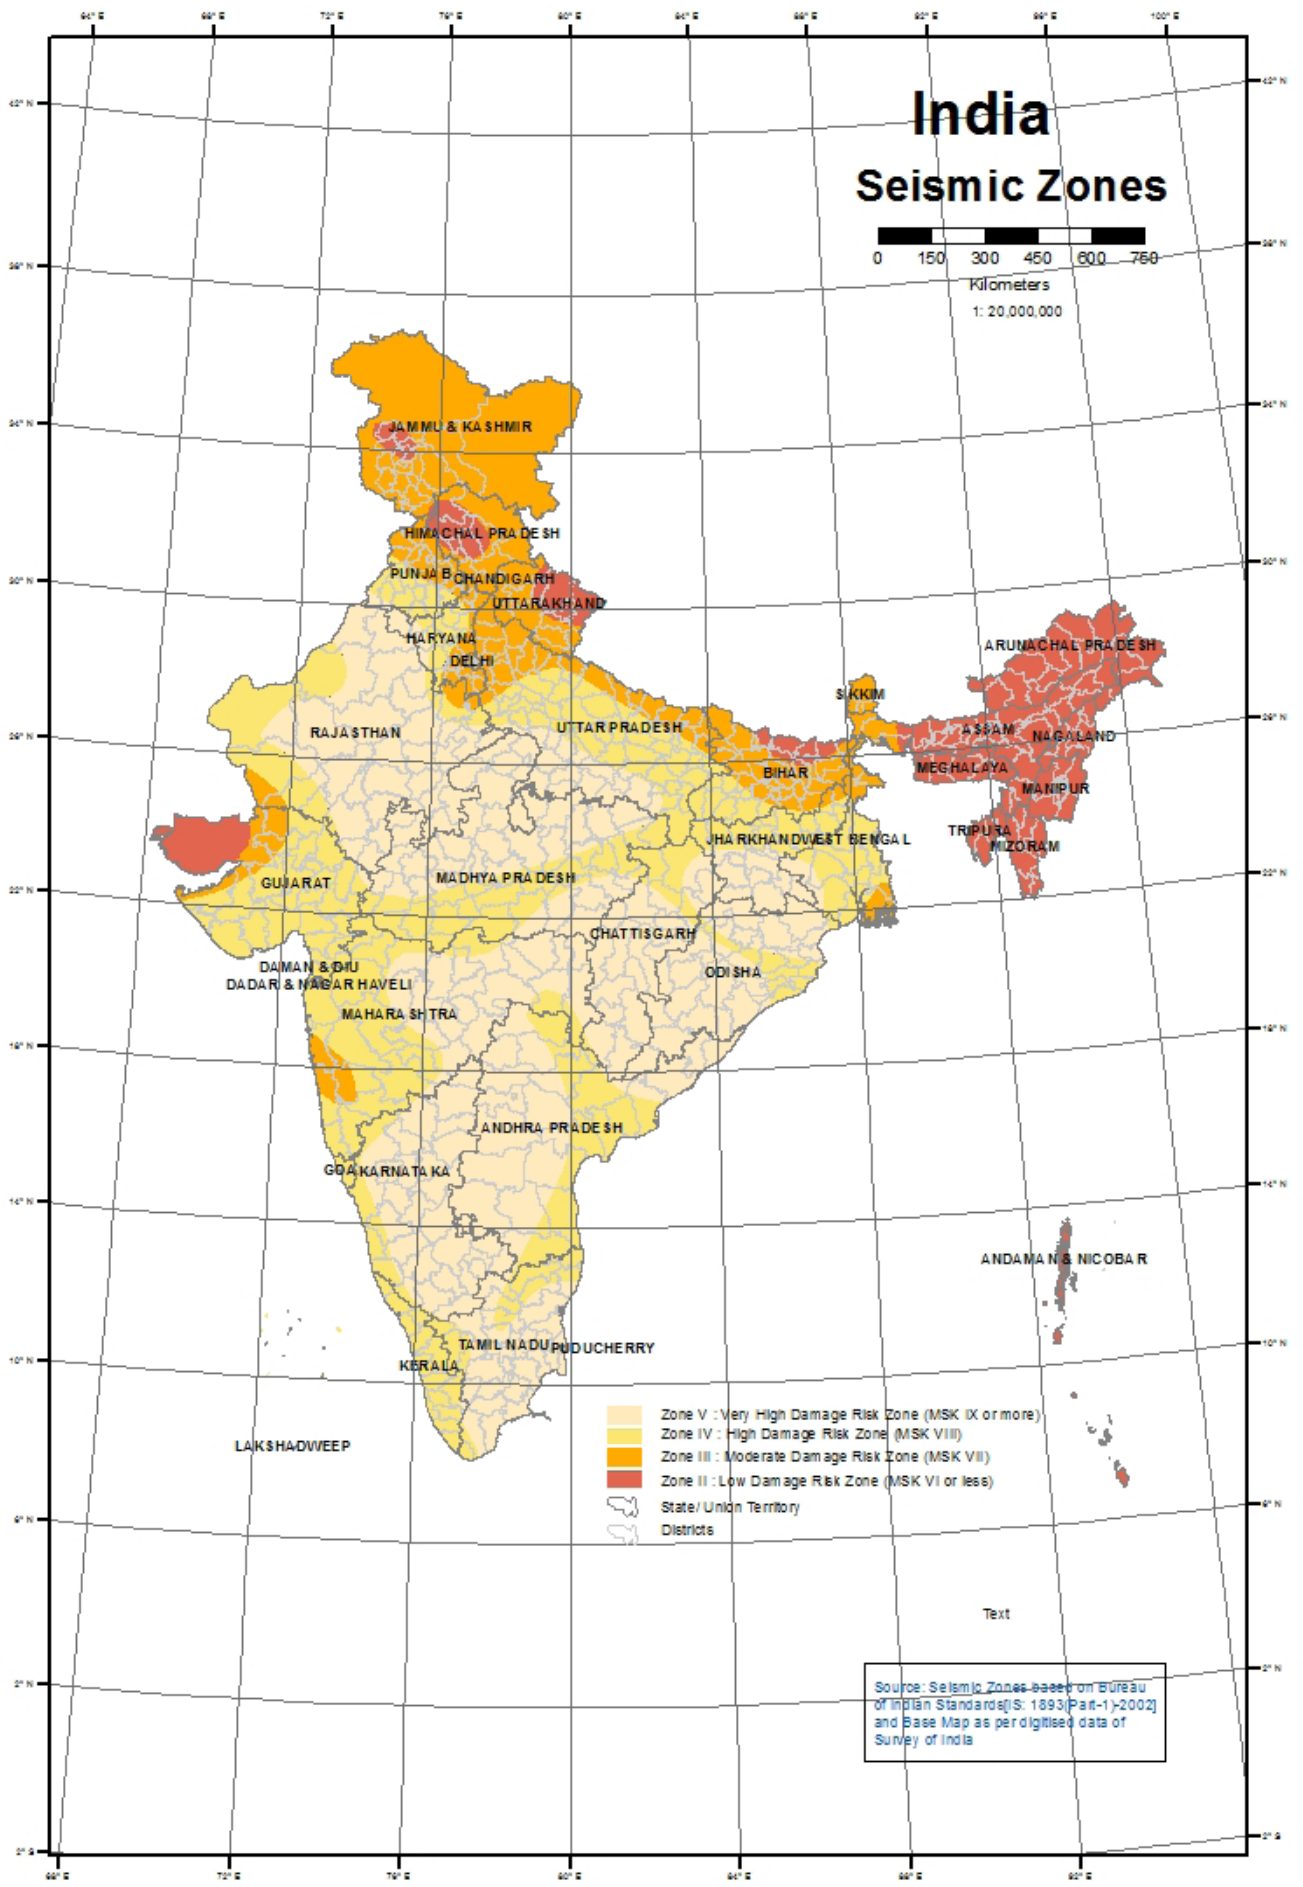 India
Seismic Zones
0 150 300 450 600 750
Kilometers
1: 20,000,000
JAMMU & KASHMIR
HIMACHAL PRADESH
PUNJAB
CHANDIGARH
UTTARAKHAND
HARYANA
DELHI
ARUNACHAL PRADESH
SIKKIM
RAJASTHAN
UTTAR PRADESH
ASSAM
NAGALAND
BIHAR
MEGHALAYA
MANIPUR
TRIPURA
MIZORAM
JHARKHAND
WEST BENGAL
GUJARAT
MADHYA PRADESH
CHATTISGARH
DAMAN & DIU
DADAR & NAGAR HAVELI
ODISHA
MAHARASHTRA
ANDHRA PRADESH
GOA
KARNATAKA
ANDAMAN & NICOBAR
TAMIL NADU
PUDUCHERRY
KERALA
LAKSHADWEEP
Zone V : Very High Damage Risk Zone (MSK IX or more)
Zone IV : High Damage Risk Zone (MSK VIII)
Zone III : Moderate Damage Risk Zone (MSK VII)
Zone II : Low Damage Risk Zone (MSK VI or less)
State/ Union Territory
Districts
Text
Source: Seismic Zones based on Bureau
of Indian Standards[IS: 1893(Part-1)-2002]
and Base Map as per digitised data of
Survey of India